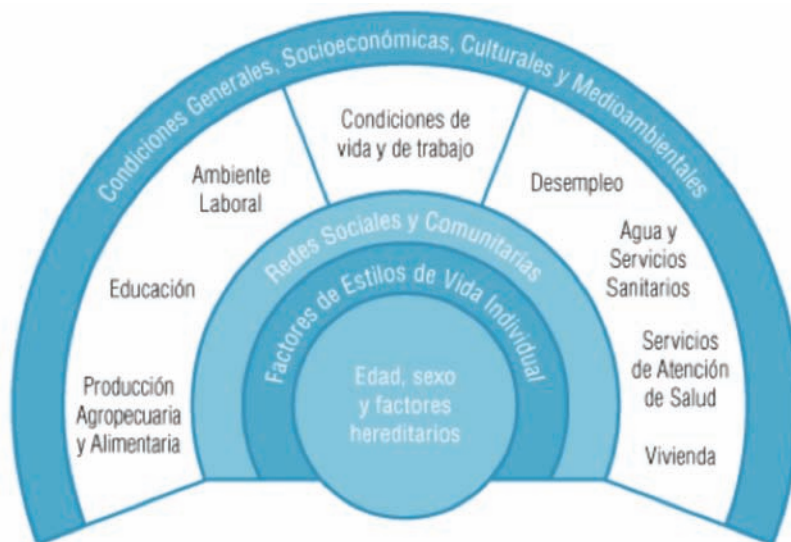 Condiciones Generales, Socioeconómicas, Culturales y Medioambientales
Condiciones de
vida y de trabajo
Ambiente
Laboral
Desempleo
Educación
Agua y
Servicios
Sanitarios
Producción
Agropecuaria
y Alimentaria
Servicios
de Atención
de Salud
Vivienda
Redes Sociales y Comunitarias
Factores de Estilos de Vida Individual
Edad, sexo
y factores
hereditarios